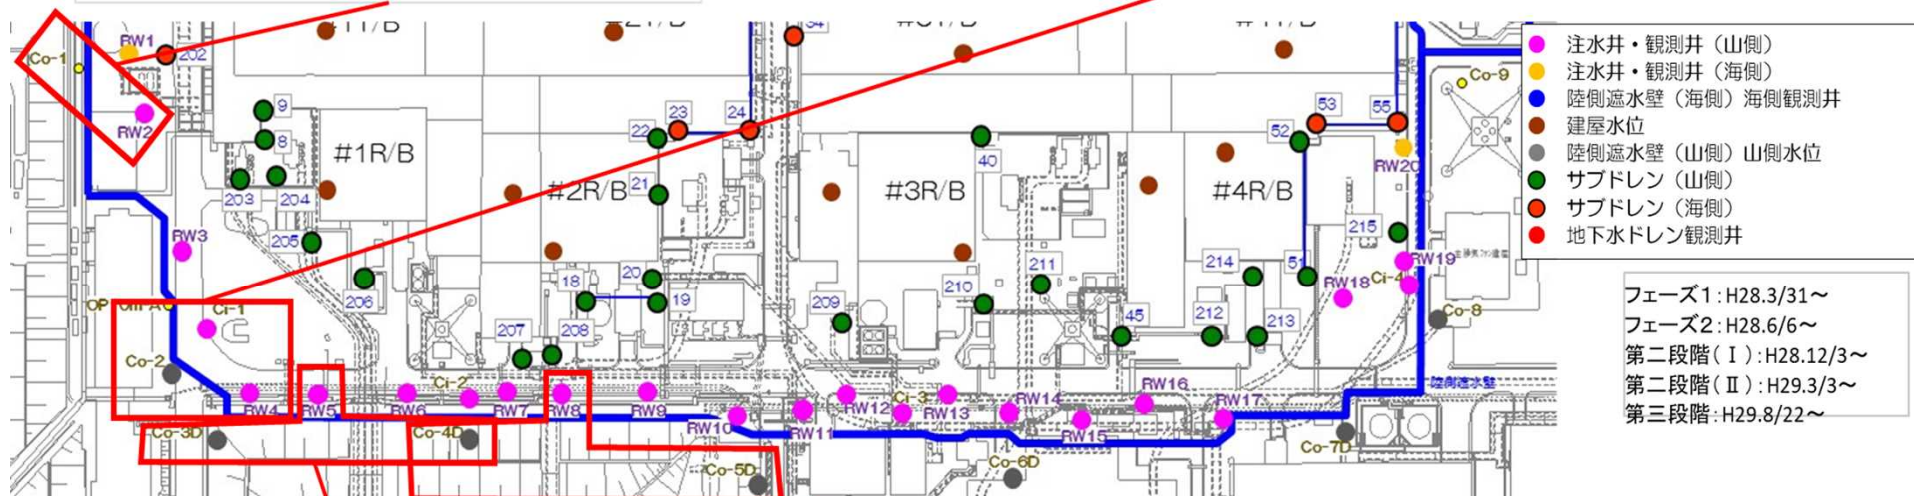 RW1
202
Co-1
RW2
34
Co-9
9
8
203
204
205
206
#1R/B
#2R/B
#3R/B
#4R/B
22
23
24
21
20
19
18
207
208
209
210
211
40
45
212
213
214
215
51
52
53
55
RW20
RW19
RW18
Ci-4
Co-8
RW3
Ci-1
Co-2
RW4
RW5
RW6
Ci-2
RW7
RW8
RW9
RW10
RW11
RW12
Ci-3
RW13
RW14
RW15
RW16
RW17
陸側遮水壁
Co-3D
Co-4D
Co-5D
Co-6D
Co-7D
注水井・観測井（山側）
注水井・観測井（海側）
陸側遮水壁（海側）海側観測井
建屋水位
陸側遮水壁（山側）山側水位
サブドレン（山側）
サブドレン（海側）
地下水ドレン観測井
フェーズ１：H28.3/31～
フェーズ２：H28.6/6～
第二段階（Ⅰ）：H28.12/3～
第二段階（Ⅱ）：H29.3/3～
第三段階：H29.8/22～